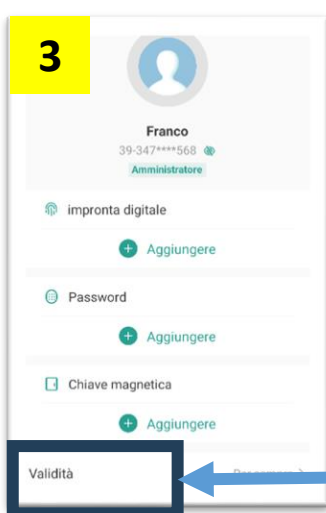 3
Franco
39-347****568
Amministratore
impronta digitale
Aggiungere
Password
Aggiungere
Chiave magnetica
Aggiungere
Validità